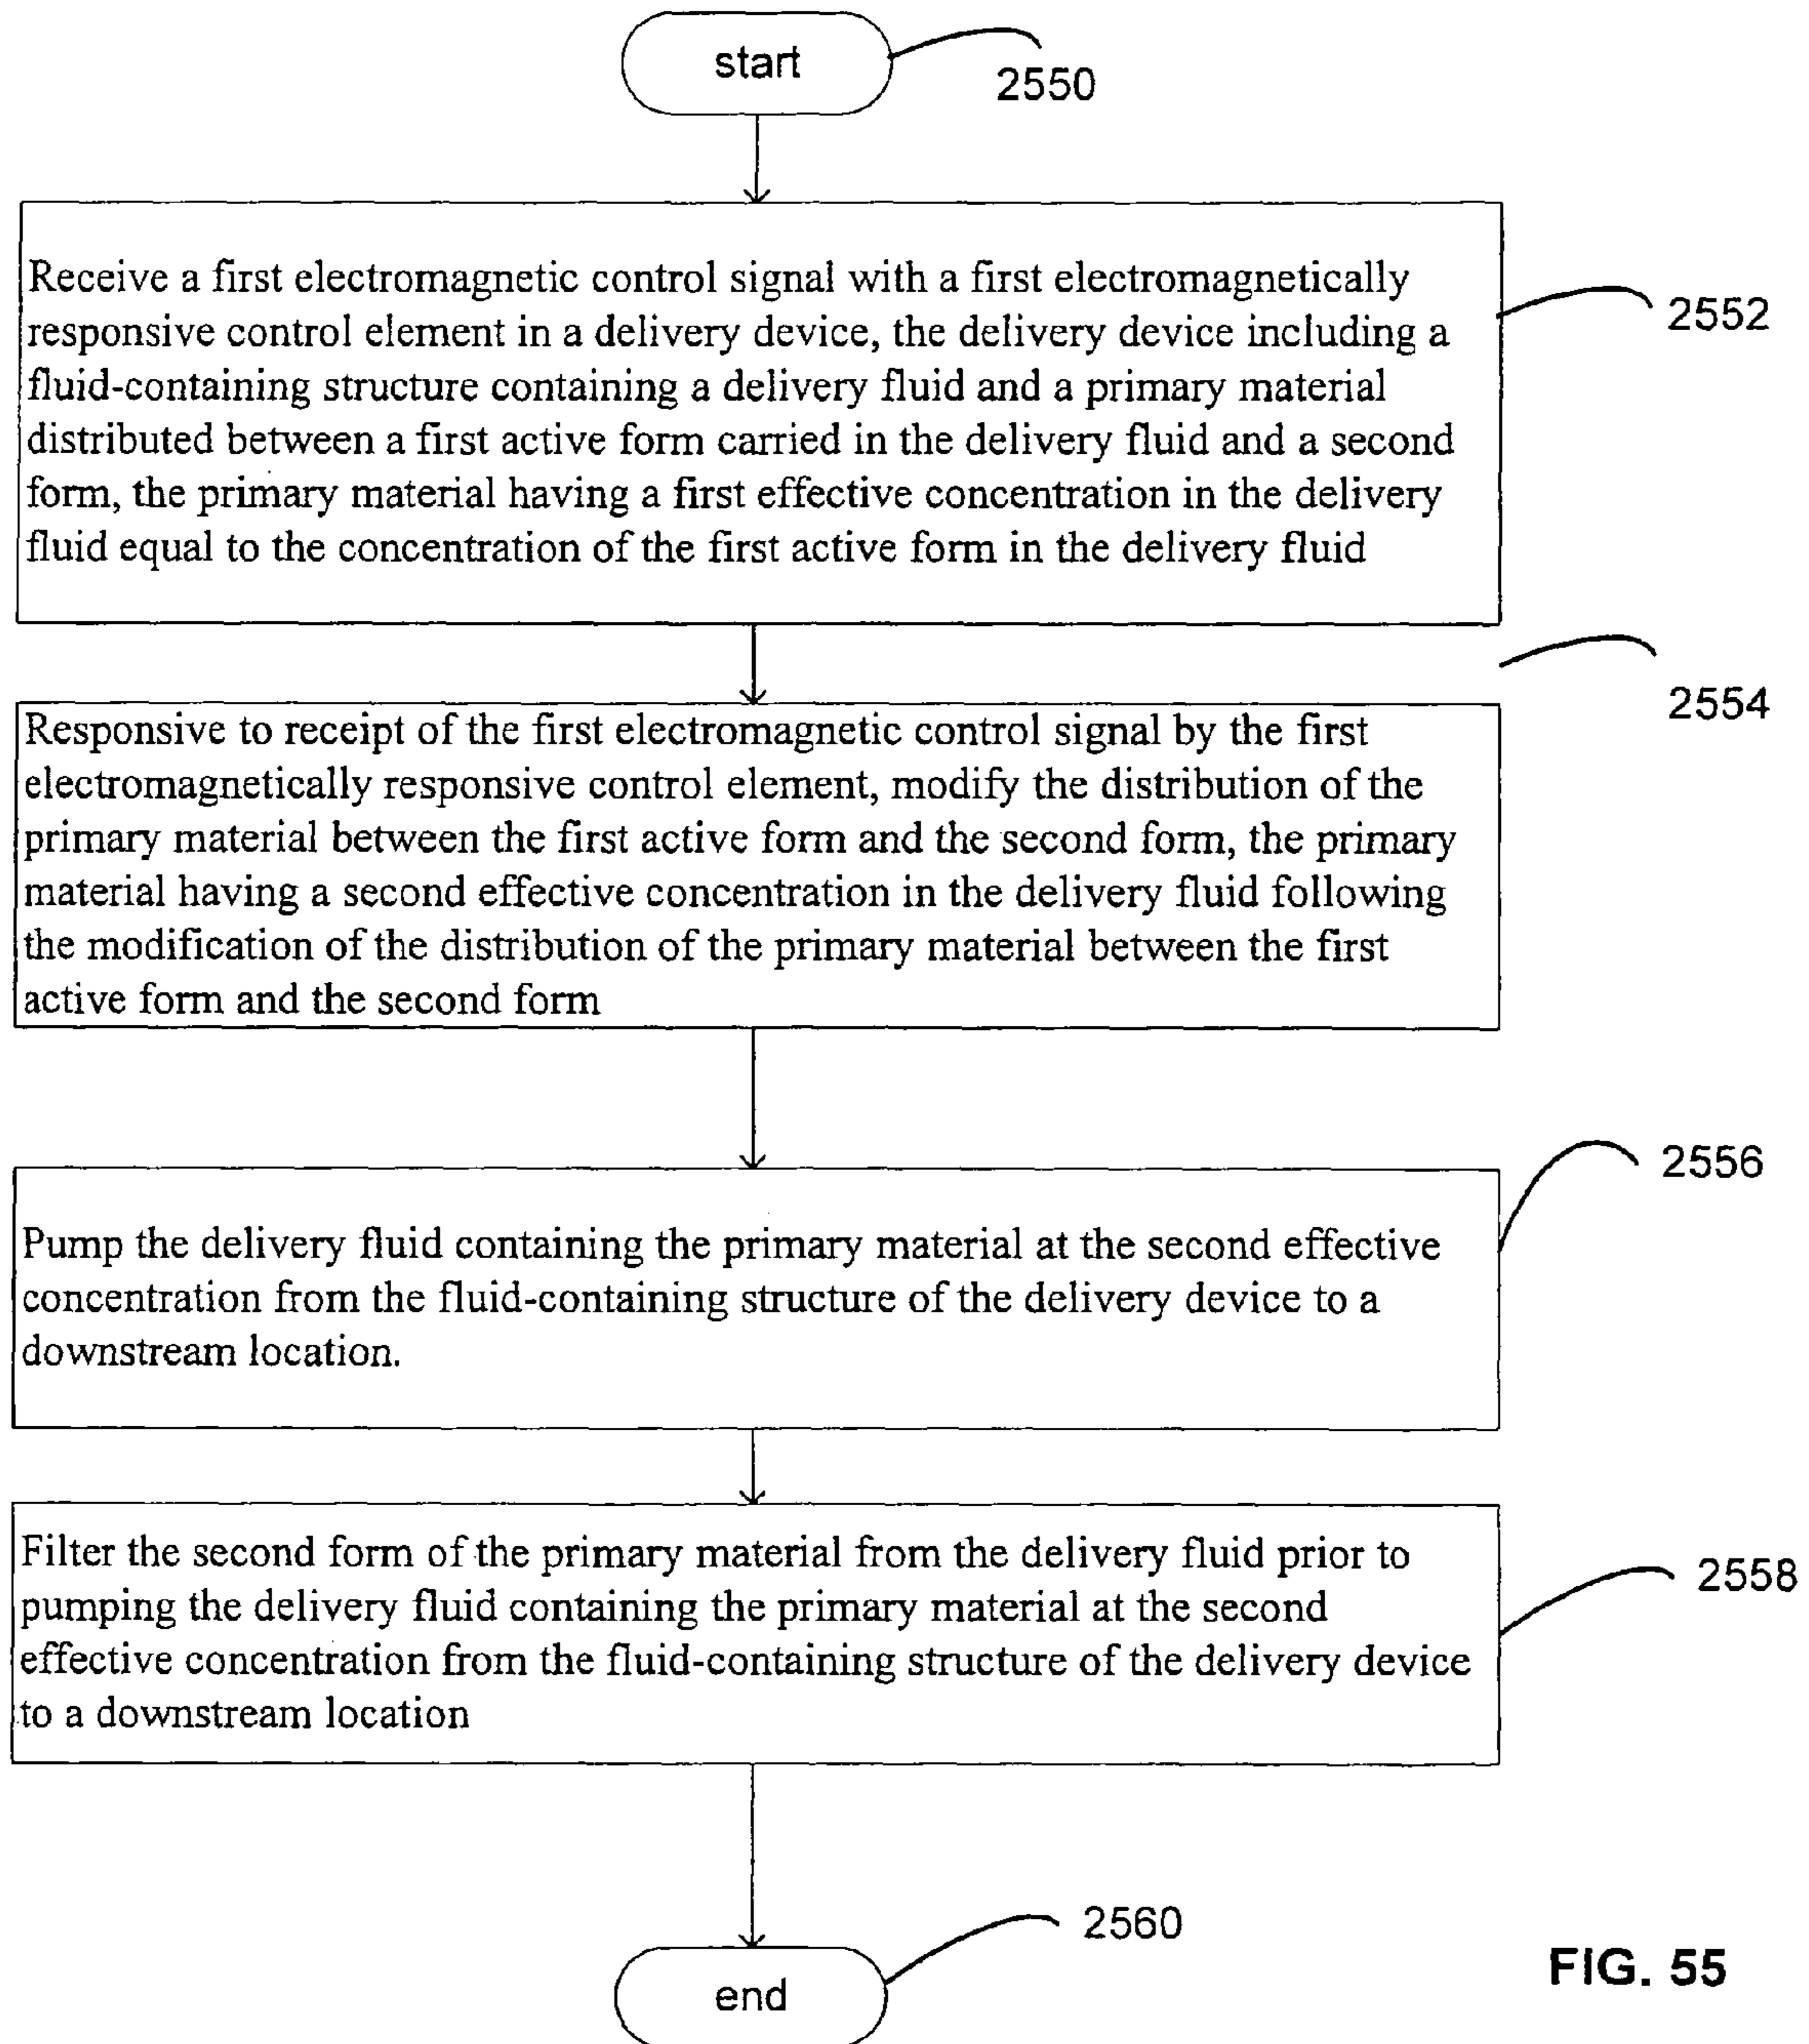 start
2550
Receive a first electromagnetic control signal with a first electromagnetically
responsive control element in a delivery device, the delivery device including a
fluid-containing structure containing a delivery fluid and a primary material
distributed between a first active form carried in the delivery fluid and a second
form, the primary material having a first effective concentration in the delivery
fluid equal to the concentration of the first active form in the delivery fluid
2552
2554
Responsive to receipt of the first electromagnetic control signal by the first
electromagnetically responsive control element, modify the distribution of the
primary material between the first active form and the second form, the primary
material having a second effective concentration in the delivery fluid following
the modification of the distribution of the primary material between the first
active form and the second form
2556
Pump the delivery fluid containing the primary material at the second effective
concentration from the fluid-containing structure of the delivery device to a
downstream location.
Filter the second form of the primary material from the delivery fluid prior to
pumping the delivery fluid containing the primary material at the second
effective concentration from the fluid-containing structure of the delivery device
to a downstream location
2558
2560
end
FIG. 55